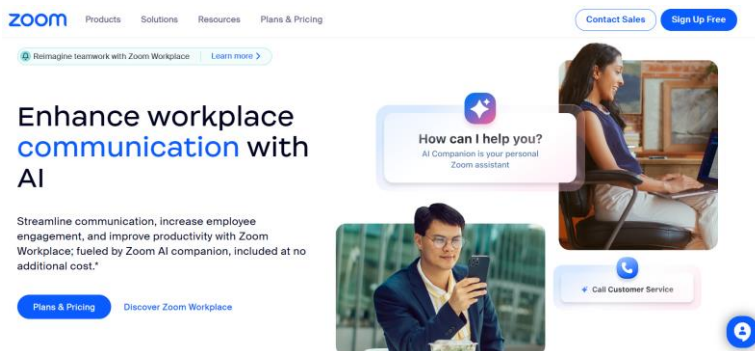 zoom
Products Solutions Resources Plans & Pricing
Contact Sales
Sign Up Free
Reimagine teamwork with Zoom Workplace
Learn more
Enhance workplace
communication with
AI
Streamline communication, increase employee
engagement, and improve productivity with Zoom
Workplace; fueled by Zoom AI companion, included at no
additional cost.*
Plans & Pricing
Discover Zoom Workplace
How can I help you?
AI Companion is your personal
Zoom assistant
Call Customer Service